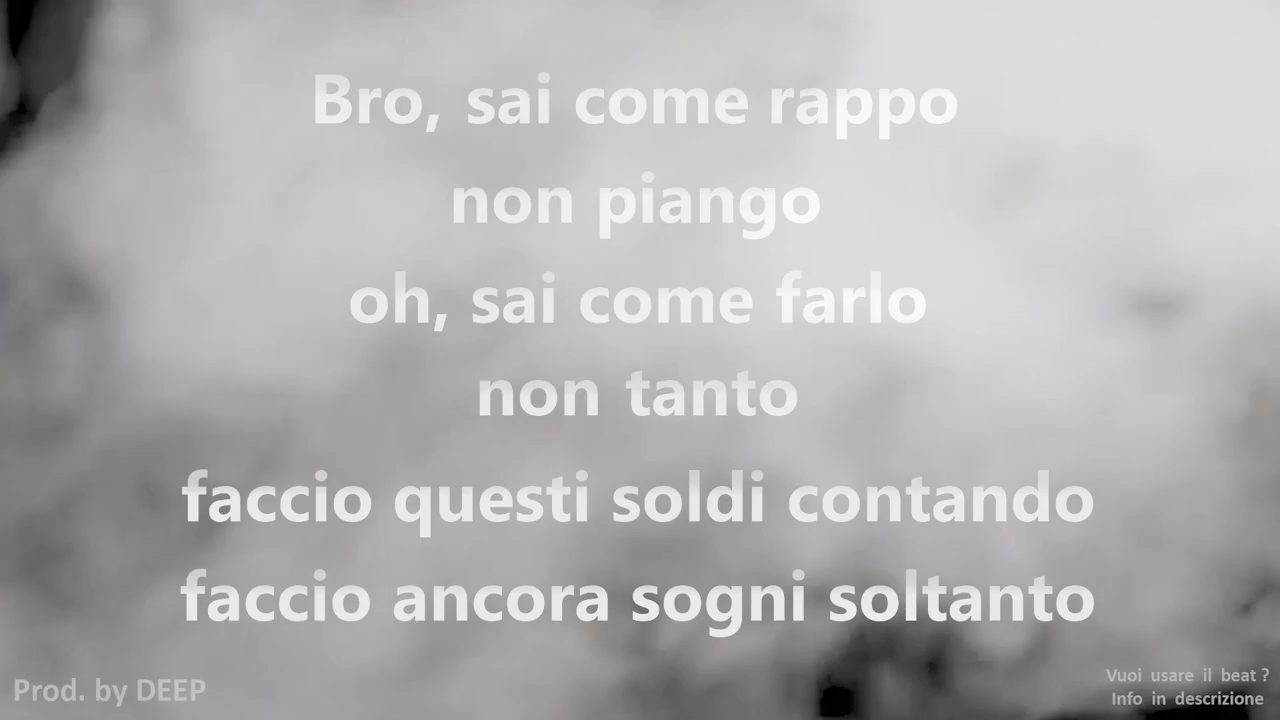 Bro, sai come rappo
non piango
oh, sai come farlo
non tanto
faccio questi soldi contando
faccio ancora sogni soltanto
Prod. by DEEP
Vuoi usare il beat ?
Info in descrizione